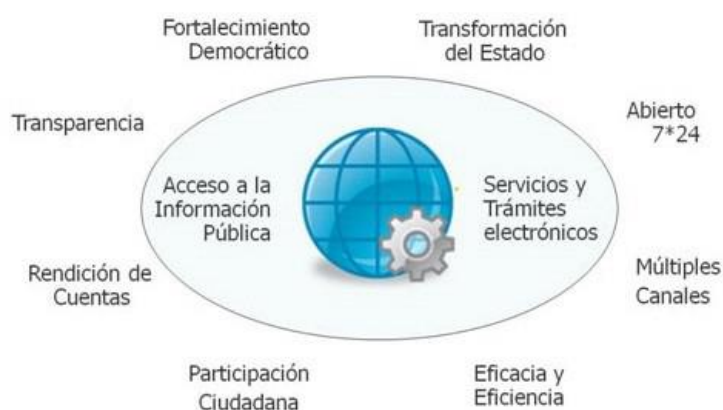 Fortalecimiento
Democrático
Transformación
del Estado
Transparencia
Abierto
7*24
Acceso a la
Información
Pública
Servicios y
Trámites
electrónicos
Rendición de
Cuentas
Múltiples
Canales
Participación
Ciudadana
Eficacia y
Eficiencia